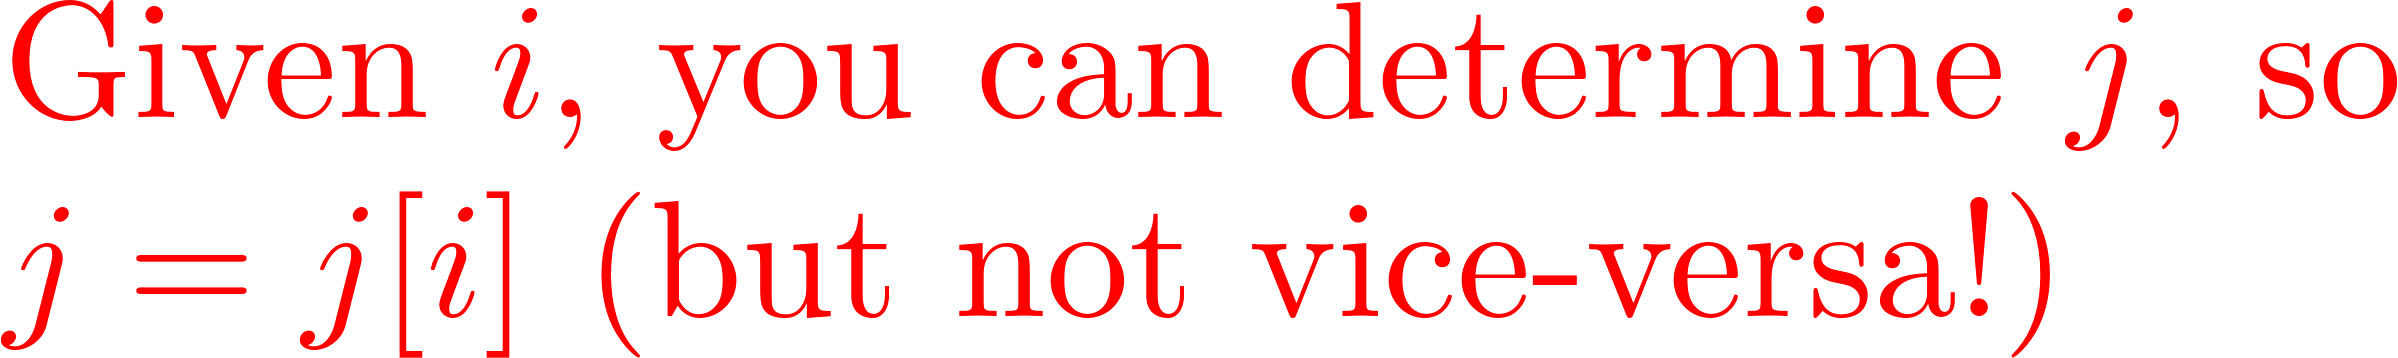 Given i, you can determine j, so
j = j[i] (but not vice-versa!)